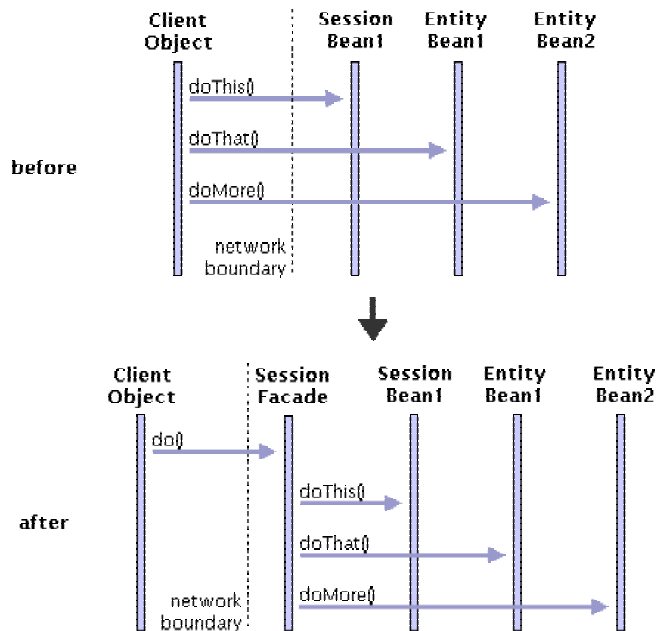 Client Object
Session Bean1
Entity Bean1
Entity Bean2
doThis()
doThat()
before
doMore()
network
boundary
Client Object
Session Facade
Session Bean1
Entity Bean1
Entity Bean2
do()
doThis()
after
doThat()
doMore()
network
boundary